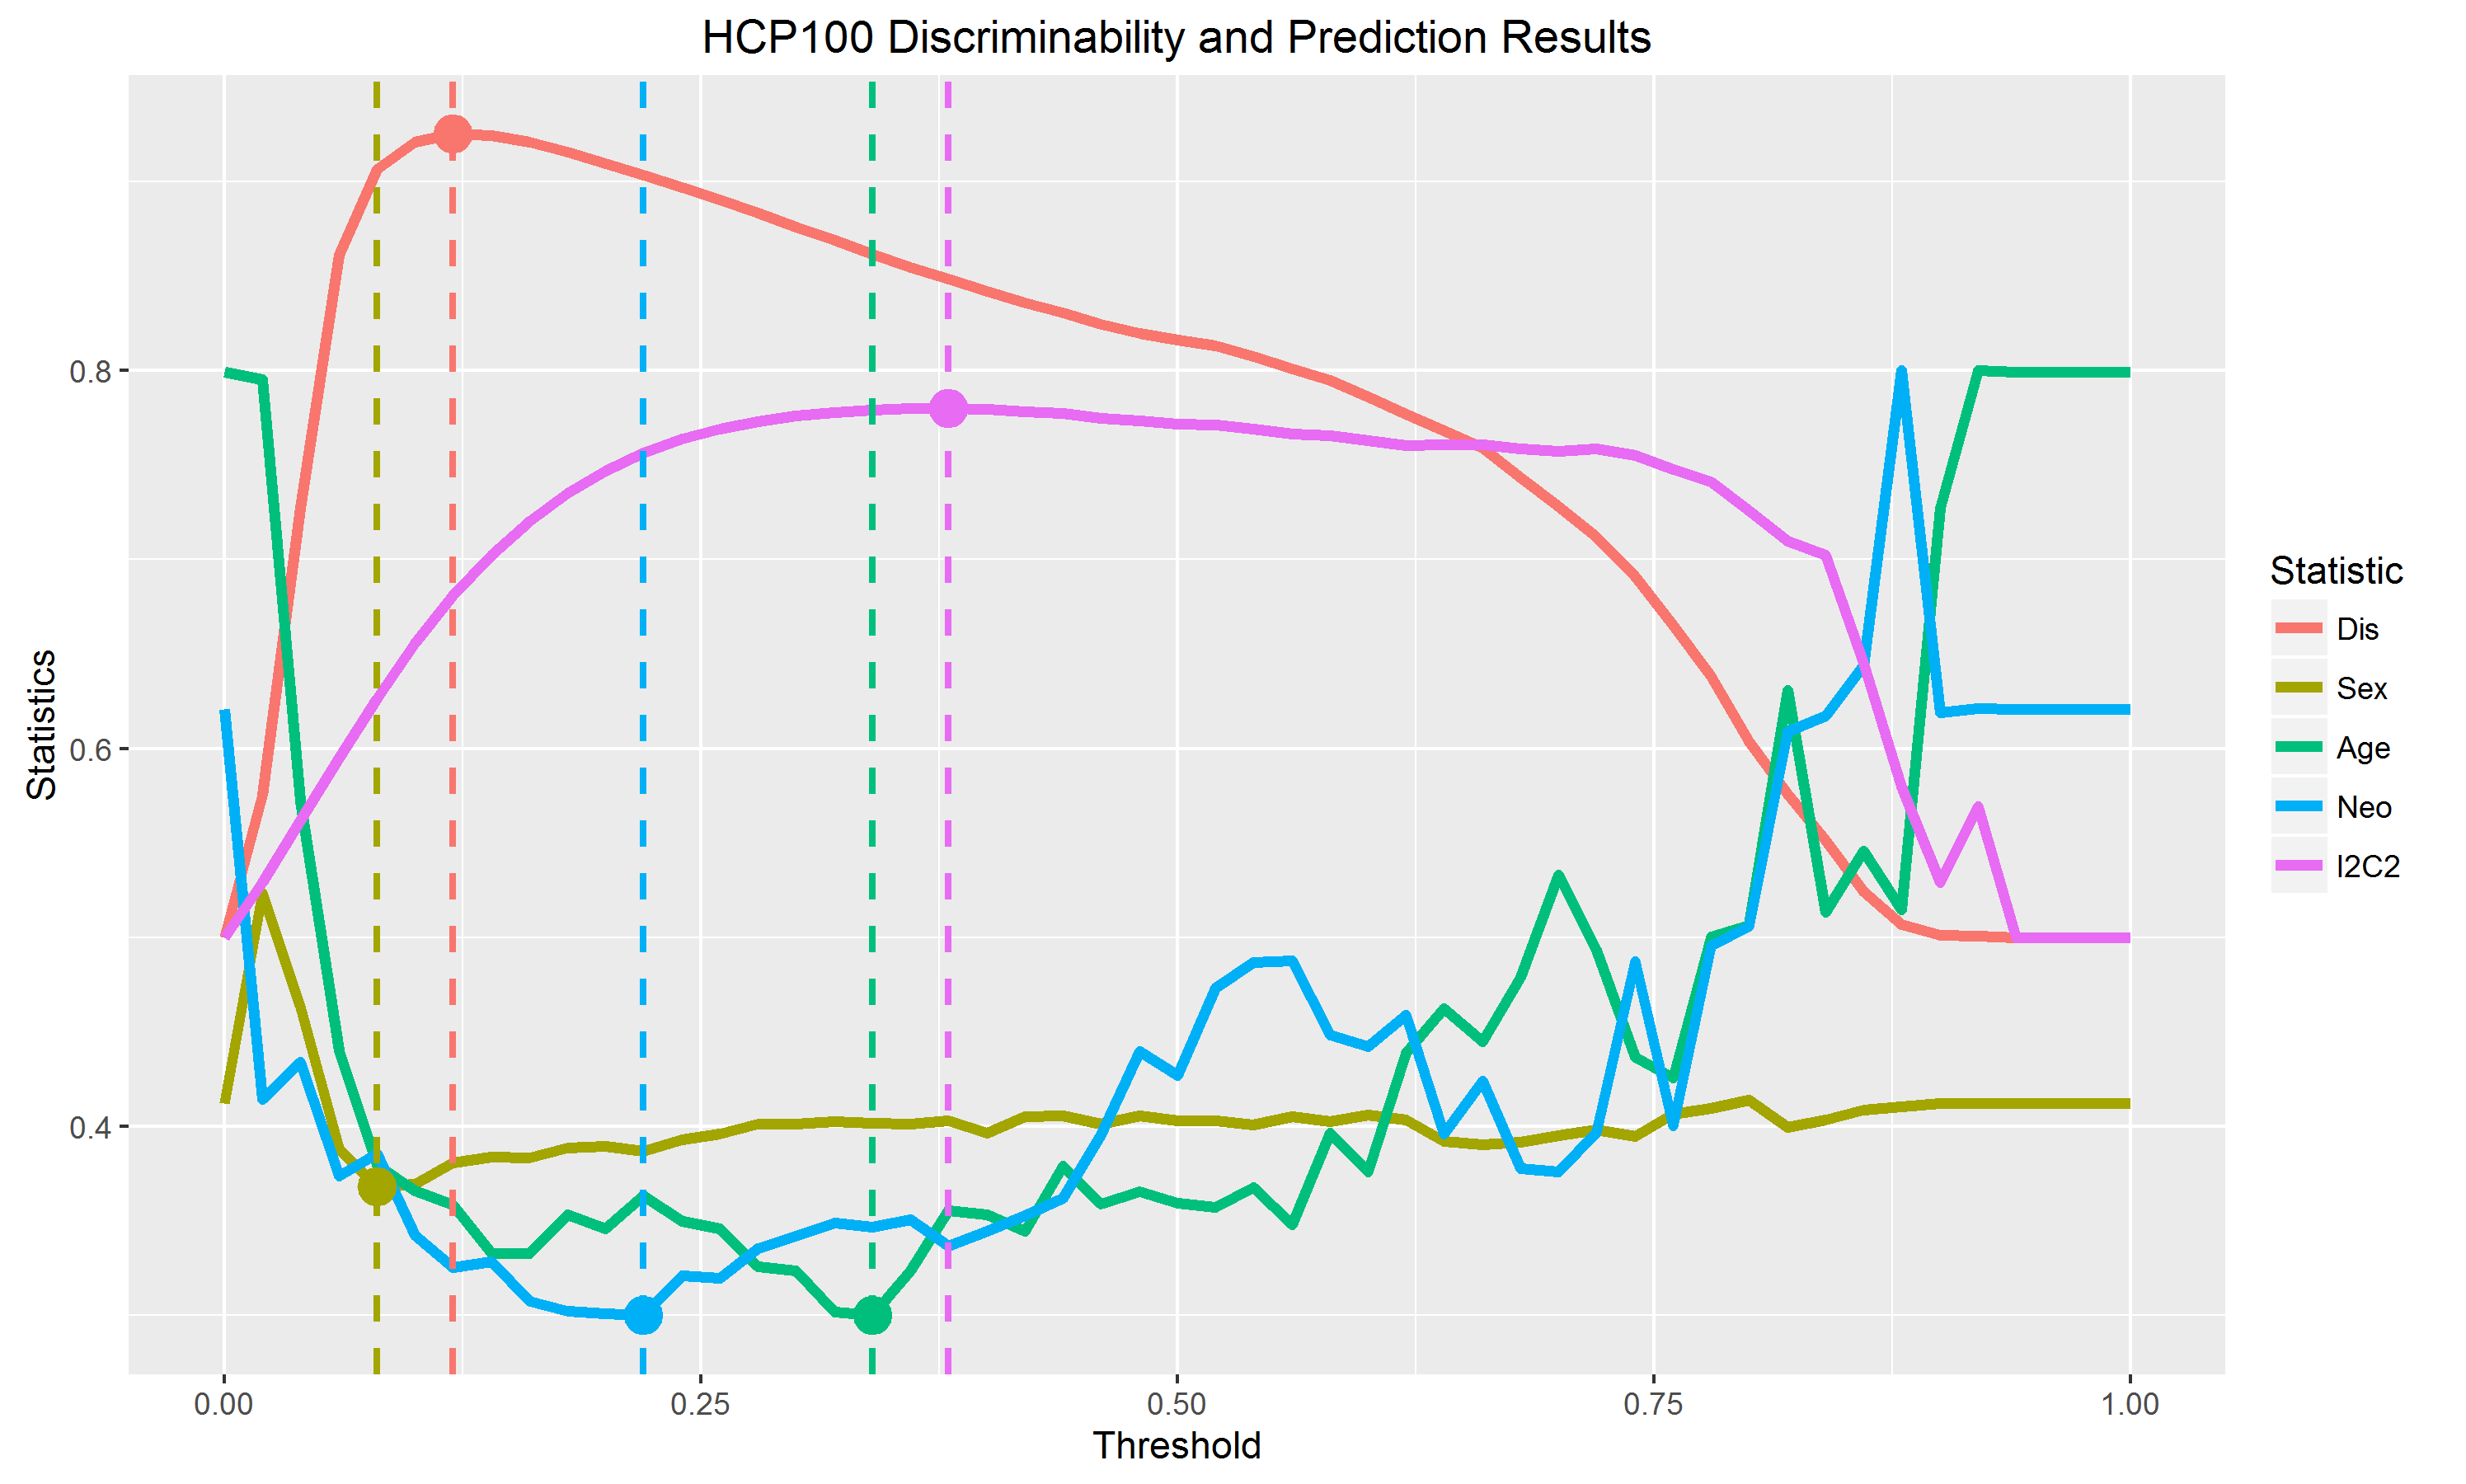 HCP100 Discriminability and Prediction Results
Statistics
0.8
0.6
0.4
0.00 0.25 0.50 0.75 1.00
Threshold
Statistic
Dis
Sex
Age
Neo
I2C2